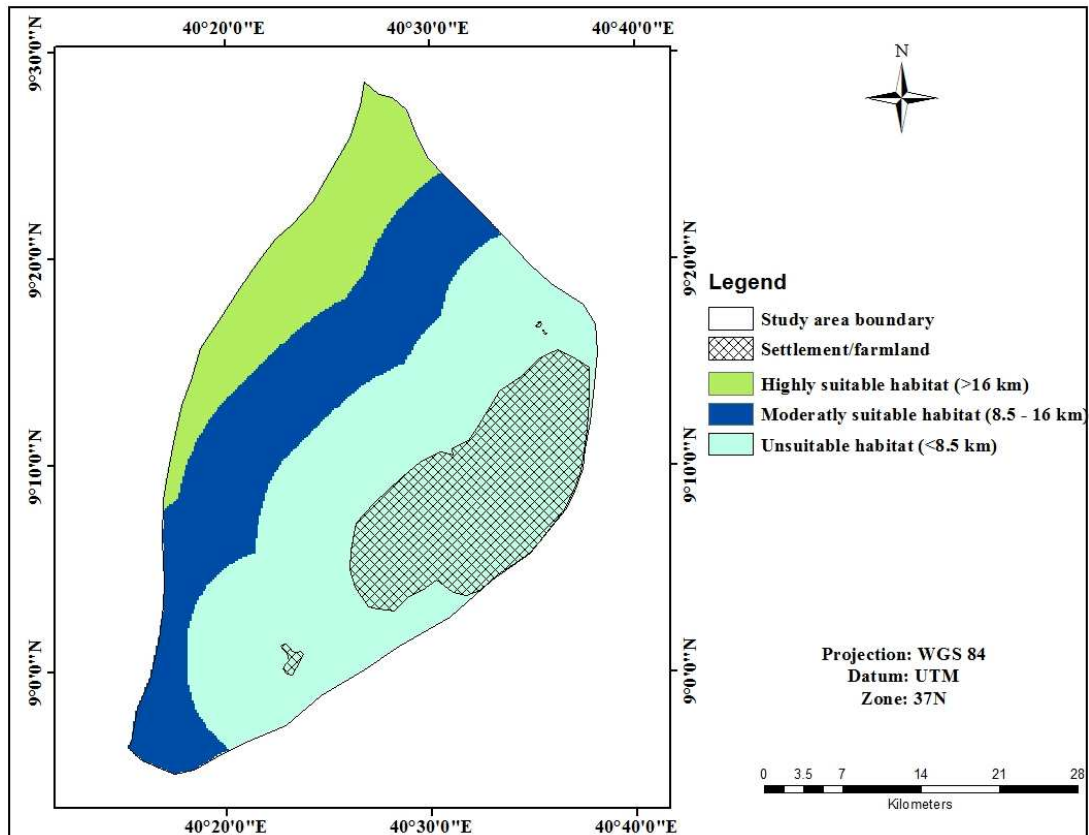 40°20'0"E 40°30'0"E 40°40'0"E
9°30'0"N
9°20'0"N
9°10'0"N
9°0'0"N
N
9°20'0"N
9°10'0"N
9°0'0"N
Legend
Study area boundary
Settlement/farmland
Highly suitable habitat (>16 km)
Moderatly suitable habitat (8.5 - 16 km)
Unsuitable habitat (<8.5 km)
Projection: WGS 84
Datum: UTM
Zone: 37N
0 3.5 7 14 21 28
Kilometers
40°20'0"E 40°30'0"E 40°40'0"E